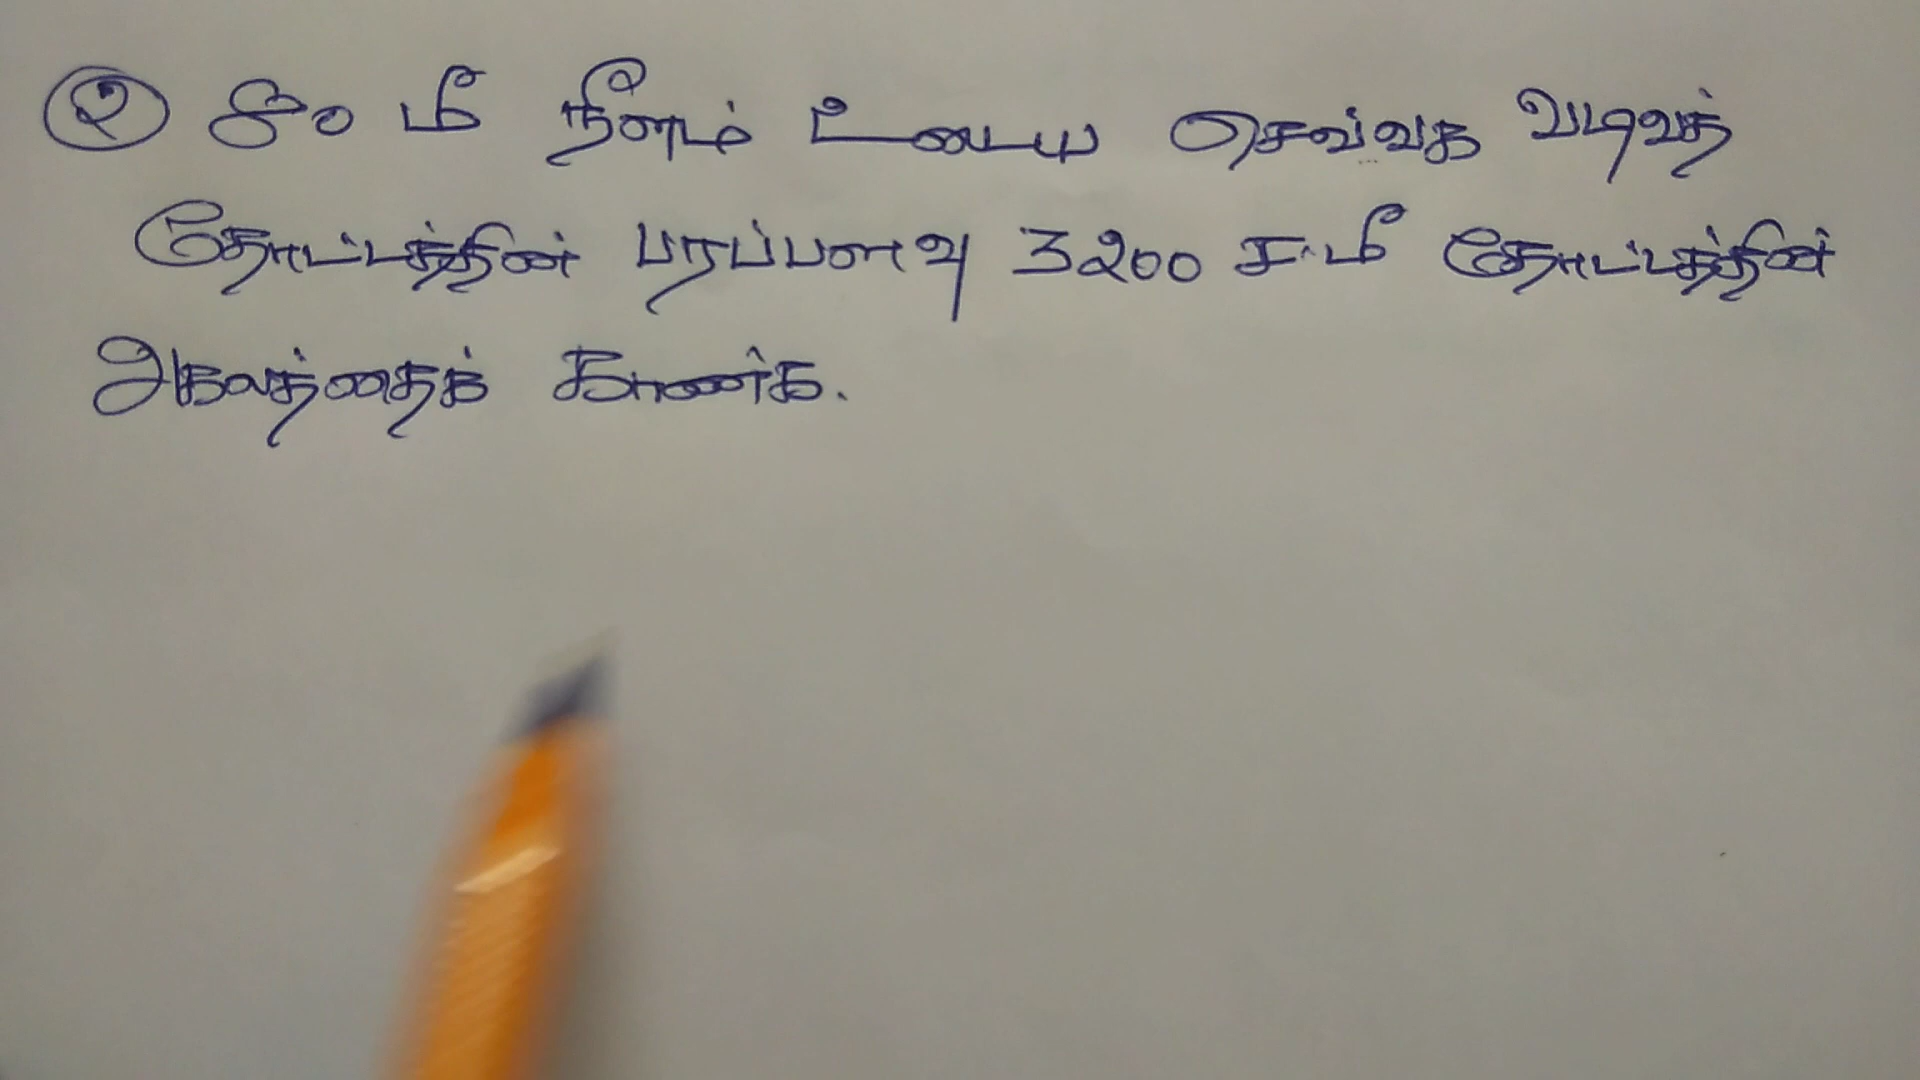 ② 80 மீ நீளம் உடைய செவ்வக வடிவத்
தோட்டத்தின் பரப்பளவு 3200 ச.மீ தோட்டத்தின்
அகலத்தைக் காண்க.